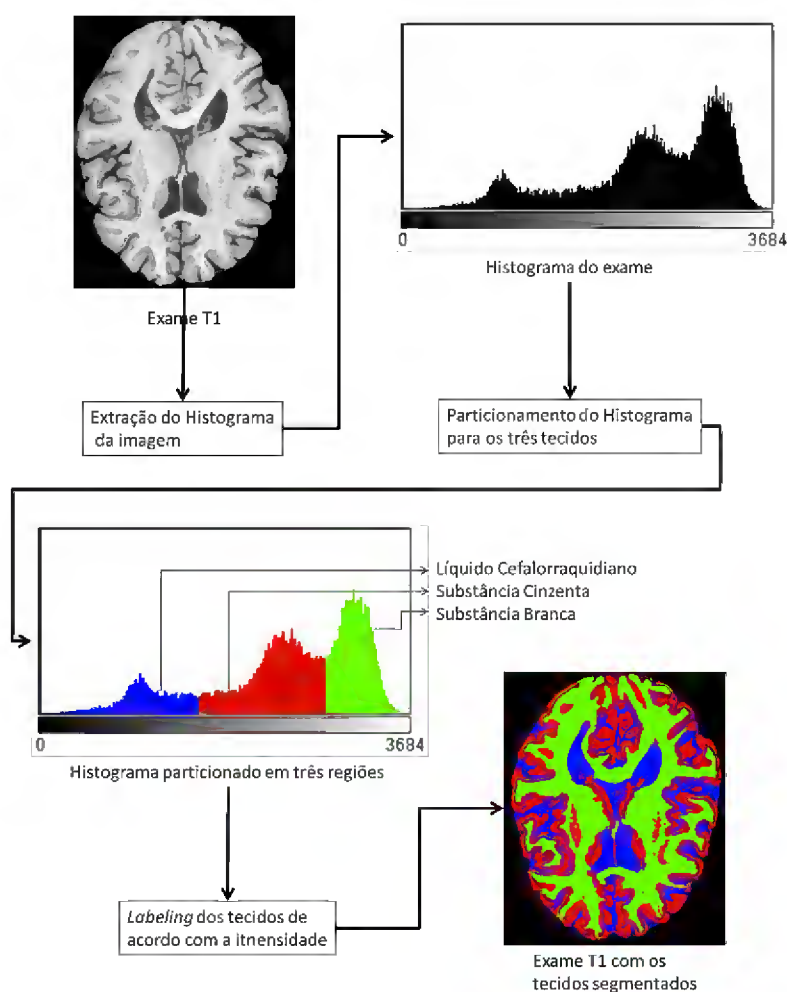 Exame T1
0 3684
Histograma do exame
Extração do Histograma
da imagem
Particionamento do Histograma
para os três tecidos
Líquido Cefalorraquidiano
Substância Cinzenta
Substância Branca
0 3684
Histograma particionado em três regiões
Labeling dos tecidos de
acordo com a itnensidade
Exame T1 com os
tecidos segmentados